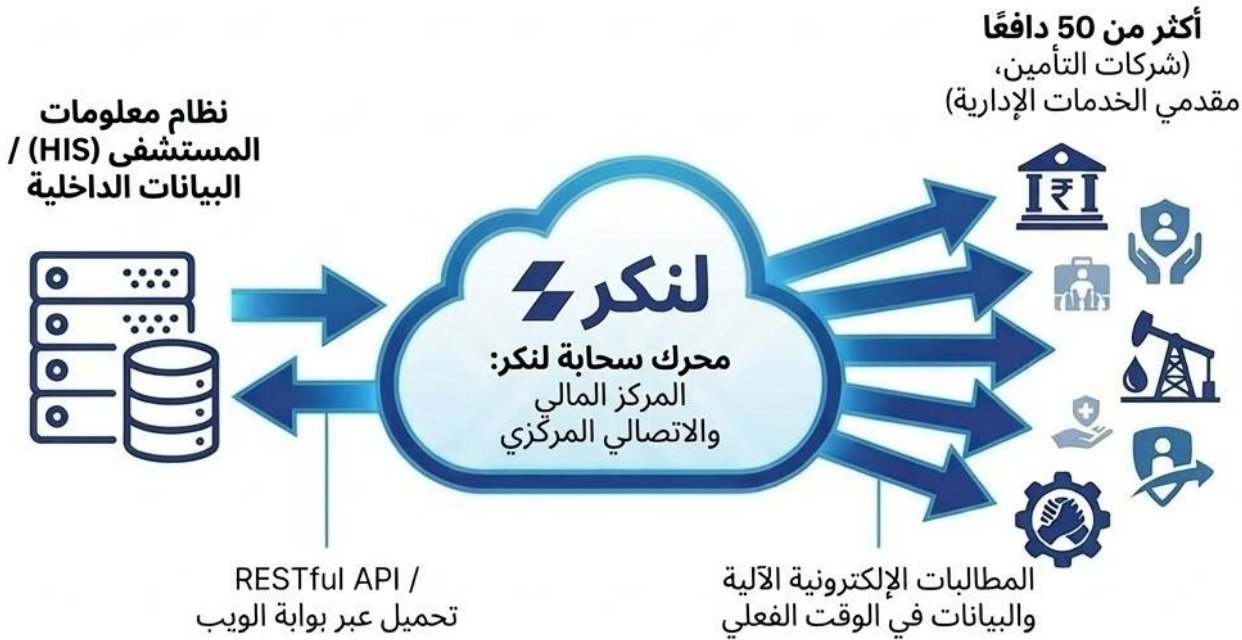 أكثر من 50 دافعًا
(شركات التأمين،
مقدمي الخدمات الإدارية)
نظام معلومات
المستشفى (HIS) /
البيانات الداخلية
لنكر
محرك سحابة لنكر:
المركز المالي
والاتصالي المركزي
₹
المطالبات الإلكترونية الآلية
والبيانات في الوقت الفعلي
RESTful API /
تحميل عبر بوابة الويب